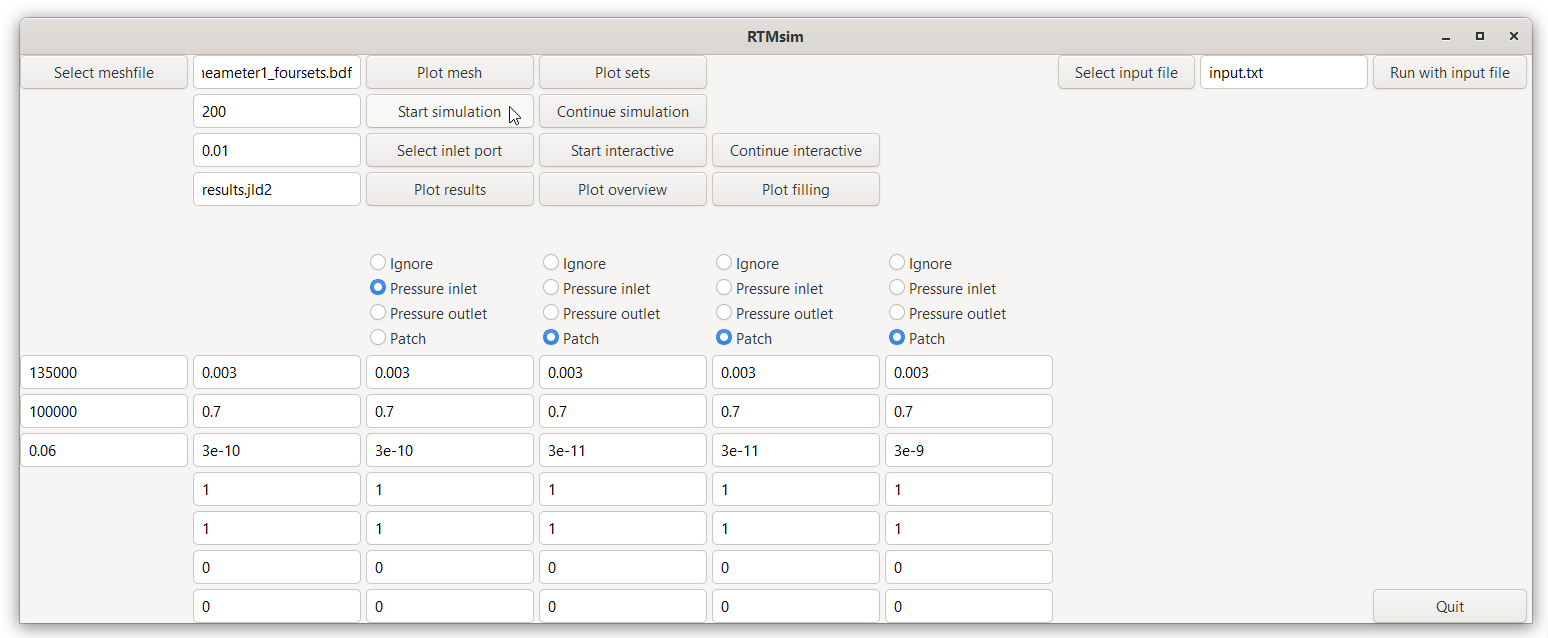 RTMsim
Select meshfile
neameter1_foursets.bdf
Plot mesh
Plot sets
Select input file
input.txt
Run with input file
200
Start simulation
Continue simulation
0.01
Select inlet port
Start interactive
Continue interactive
results.jld2
Plot results
Plot overview
Plot filling
Ignore
Ignore
Ignore
Ignore
Pressure inlet
Pressure inlet
Pressure inlet
Pressure inlet
Pressure outlet
Pressure outlet
Pressure outlet
Pressure outlet
Patch
Patch
Patch
Patch
135000
0.003
0.003
0.003
0.003
0.003
100000
0.7
0.7
0.7
0.7
0.7
0.06
3e-10
3e-10
3e-11
3e-11
3e-9
1
1
1
1
1
1
1
1
1
1
0
0
0
0
0
0
0
0
0
0
Quit